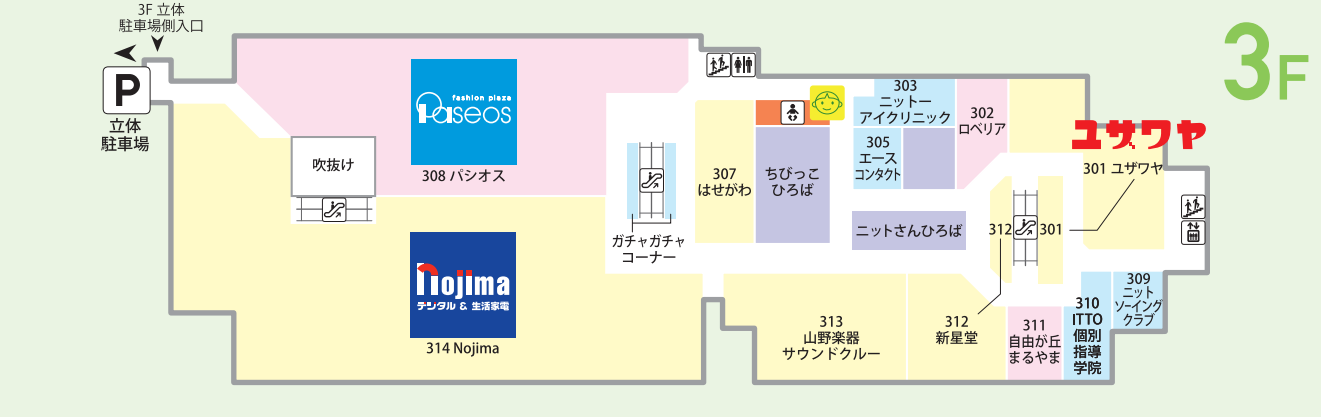 3F 立体
駐車場側入口
P
立体
駐車場
fashion plaza
Paseos
308 パシオス
吹抜け
nojima
デジタル & 生活家電
314 Nojima
ガチャガチャ
コーナー
307
はせがわ
ちびっこ
ひろば
303
ニットー
アイクリニック
305
エース
コンタクト
302
ロベリア
ニットさんひろば
3F
ユザワヤ
301 ユザワヤ
312
301
313
山野楽器
サウンドクルー
312
新星堂
311
自由が丘
まるやま
310
ITTO
個別
指導
学院
309
ニット
ソーイング
クラブ